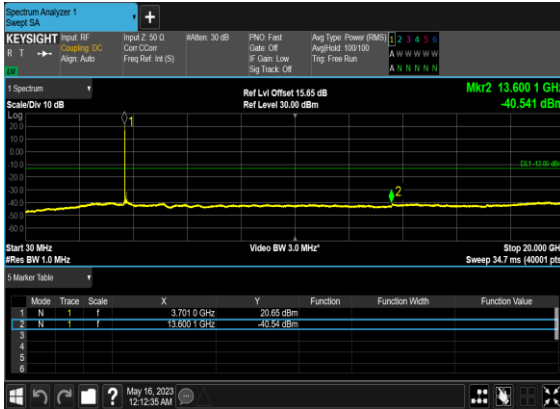 Spectrum Analyzer 1
Swept SA
+
KEYSIGHT
R T
LXI
Input: RF
Coupling: DC
Align: Auto
Input Z: 50 Ω
Corr CCorr
Freq Ref: Int (S)
#Atten: 30 dB
PNO: Fast
Gate: Off
IF Gain: Low
Sig Track: Off
Avg Type: Power (RMS)
Avg|Hold: 100/100
Trig: Free Run
1 2 3 4 5 6
A W W W W W
A N N N N N
1 Spectrum
Scale/Div 10 dB
Log
Ref Lvl Offset 15.65 dB
Ref Level 30.00 dBm
Mkr2 13.600 1 GHz
-40.541 dBm
20.0
10.0
0.00
-10.0
-20.0
-30.0
-40.0
-50.0
-60.0
1
DL1 -13.00 dBm
2
Start 30 MHz
#Res BW 1.0 MHz
Video BW 3.0 MHz*
Stop 20.000 GHz
Sweep 34.7 ms (40001 pts)
5 Marker Table
Mode Trace Scale X Y Function Function Width Function Value
1 N 1 f 3.701 0 GHz 20.65 dBm
2 N 1 f 13.600 1 GHz -40.54 dBm
3
4
5
6
?
May 16, 2023
12:12:35 AM